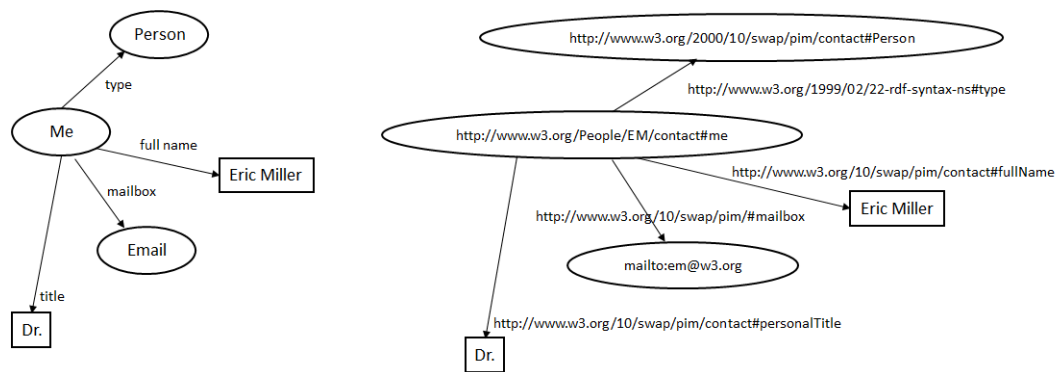 Person
type
Me
full name
Eric Miller
mailbox
Email
title
Dr.
http://www.w3.org/2000/10/swap/pim/contact#Person
http://www.w3.org/1999/02/22-rdf-syntax-ns#type
http://www.w3.org/People/EM/contact#me
http://www.w3.org/10/swap/pim/contact#fullName
Eric Miller
http://www.w3.org/10/swap/pim/#mailbox
mailto:em@w3.org
http://www.w3.org/10/swap/pim/contact#personalTitle
Dr.